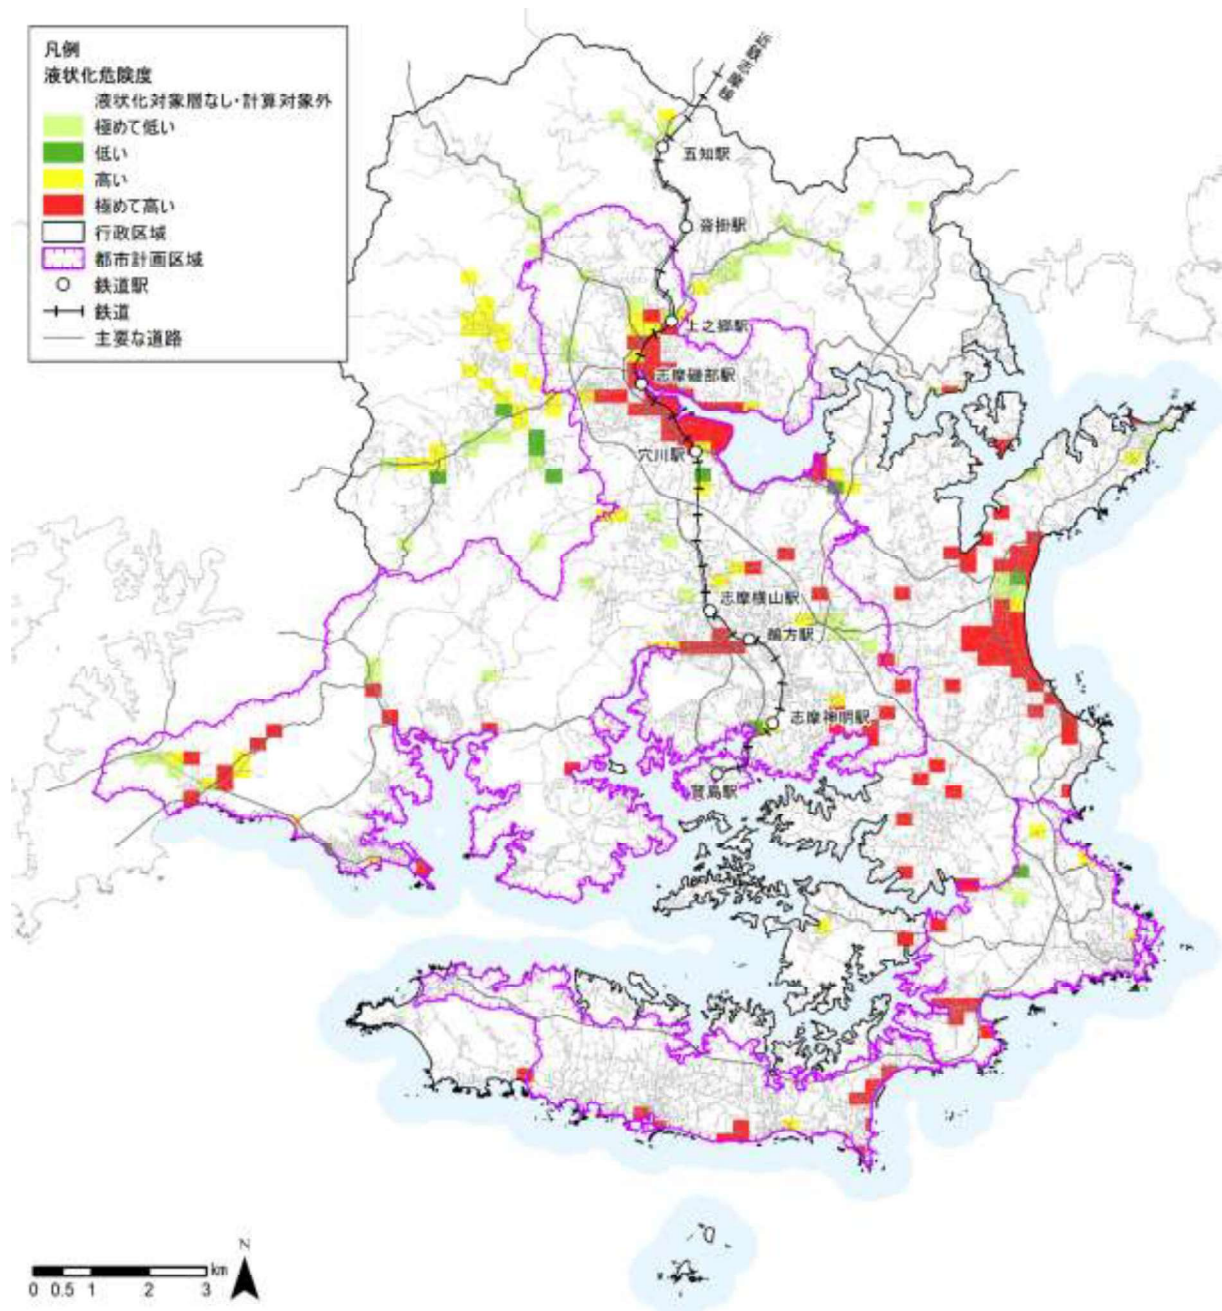 凡例
液状化危険度
液状化対象層なし・計算対象外
極めて低い
低い
高い
極めて高い
行政区域
都市計画区域
鉄道駅
鉄道
主要な道路
近鉄志摩線
五知駅
沓掛駅
上之郷駅
志摩磯部駅
穴川駅
志摩横山駅
鵜方駅
志摩神明駅
賢島駅
N
km
0 0.5 1 2 3